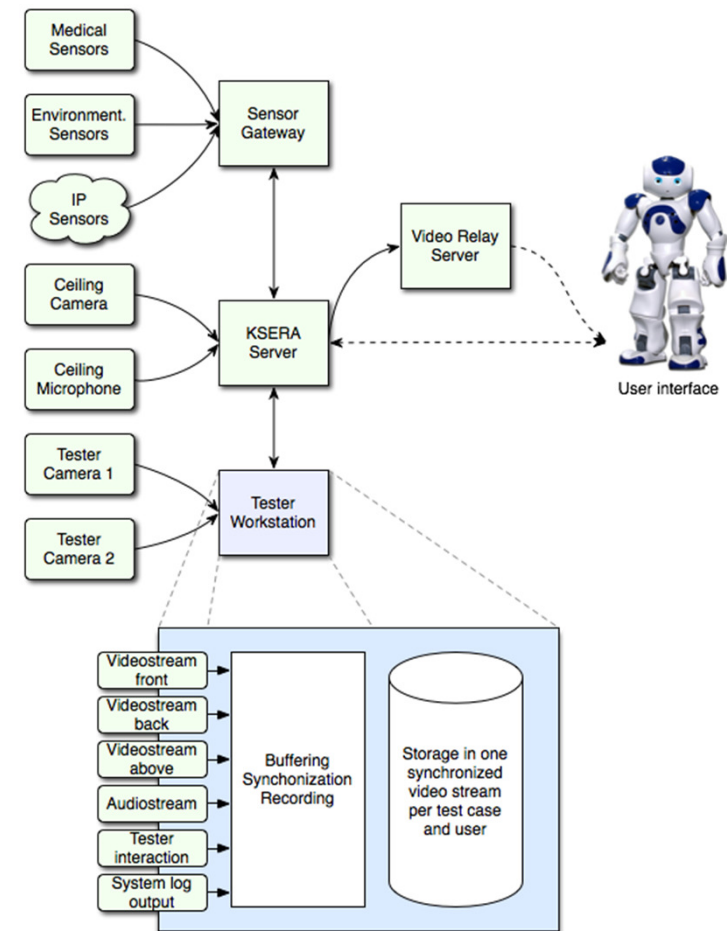 Medical
Sensors
Environment.
Sensors
IP
Sensors
Sensor
Gateway
Video Relay
Server
Ceiling
Camera
Ceiling
Microphone
KSERA
Server
User interface
Tester
Camera 1
Tester
Camera 2
Tester
Workstation
Videostream
front
Videostream
back
Videostream
above
Audiostream
Tester
interaction
System log
output
Buffering
Synchonization
Recording
Storage in one
synchronized
video stream
per test case
and user